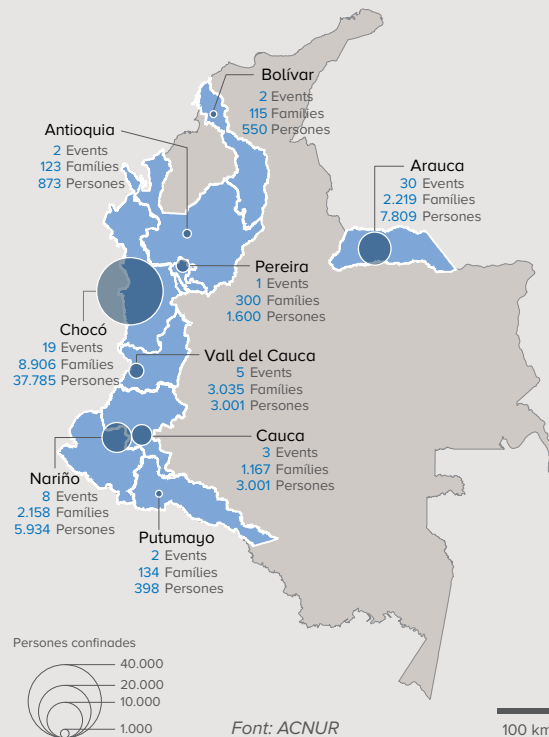 Bolívar
2 Events
115 Famílies
550 Persones
Antioquia
2 Events
123 Famílies
873 Persones
Arauca
30 Events
2.219 Famílies
7.809 Persones
Pereira
1 Events
300 Famílies
1.600 Persones
Chocó
19 Events
8.906 Famílies
37.785 Persones
Vall del Cauca
5 Events
3.035 Famílies
3.001 Persones
Cauca
3 Events
1.167 Famílies
3.001 Persones
Nariño
8 Events
2.158 Famílies
5.934 Persones
Putumayo
2 Events
134 Famílies
398 Persones
Persones confinades
40.000
20.000
10.000
1.000
Font: ACNUR
100 km